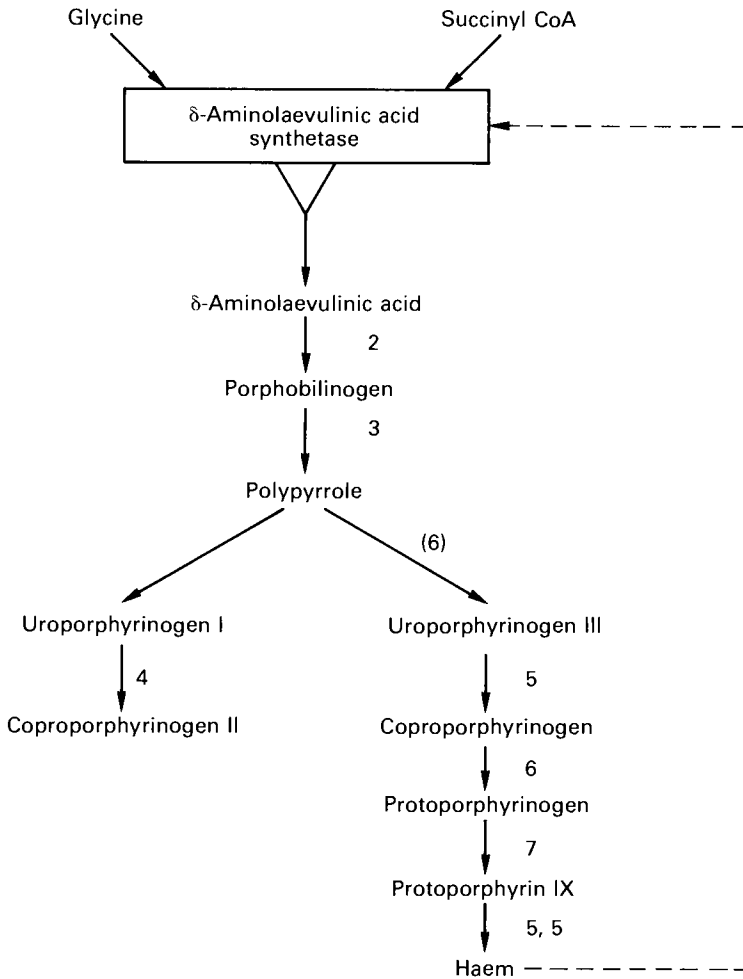 Glycine
Succinyl CoA
δ-Aminolaevulinic acid
synthetase
δ-Aminolaevulinic acid
2
Porphobilinogen
3
Polypyrrole
(6)
Uroporphyrinogen I
Uroporphyrinogen III
4
5
Coproporphyrinogen II
Coproporphyrinogen
6
Protoporphyrinogen
7
Protoporphyrin IX
5, 5
Haem